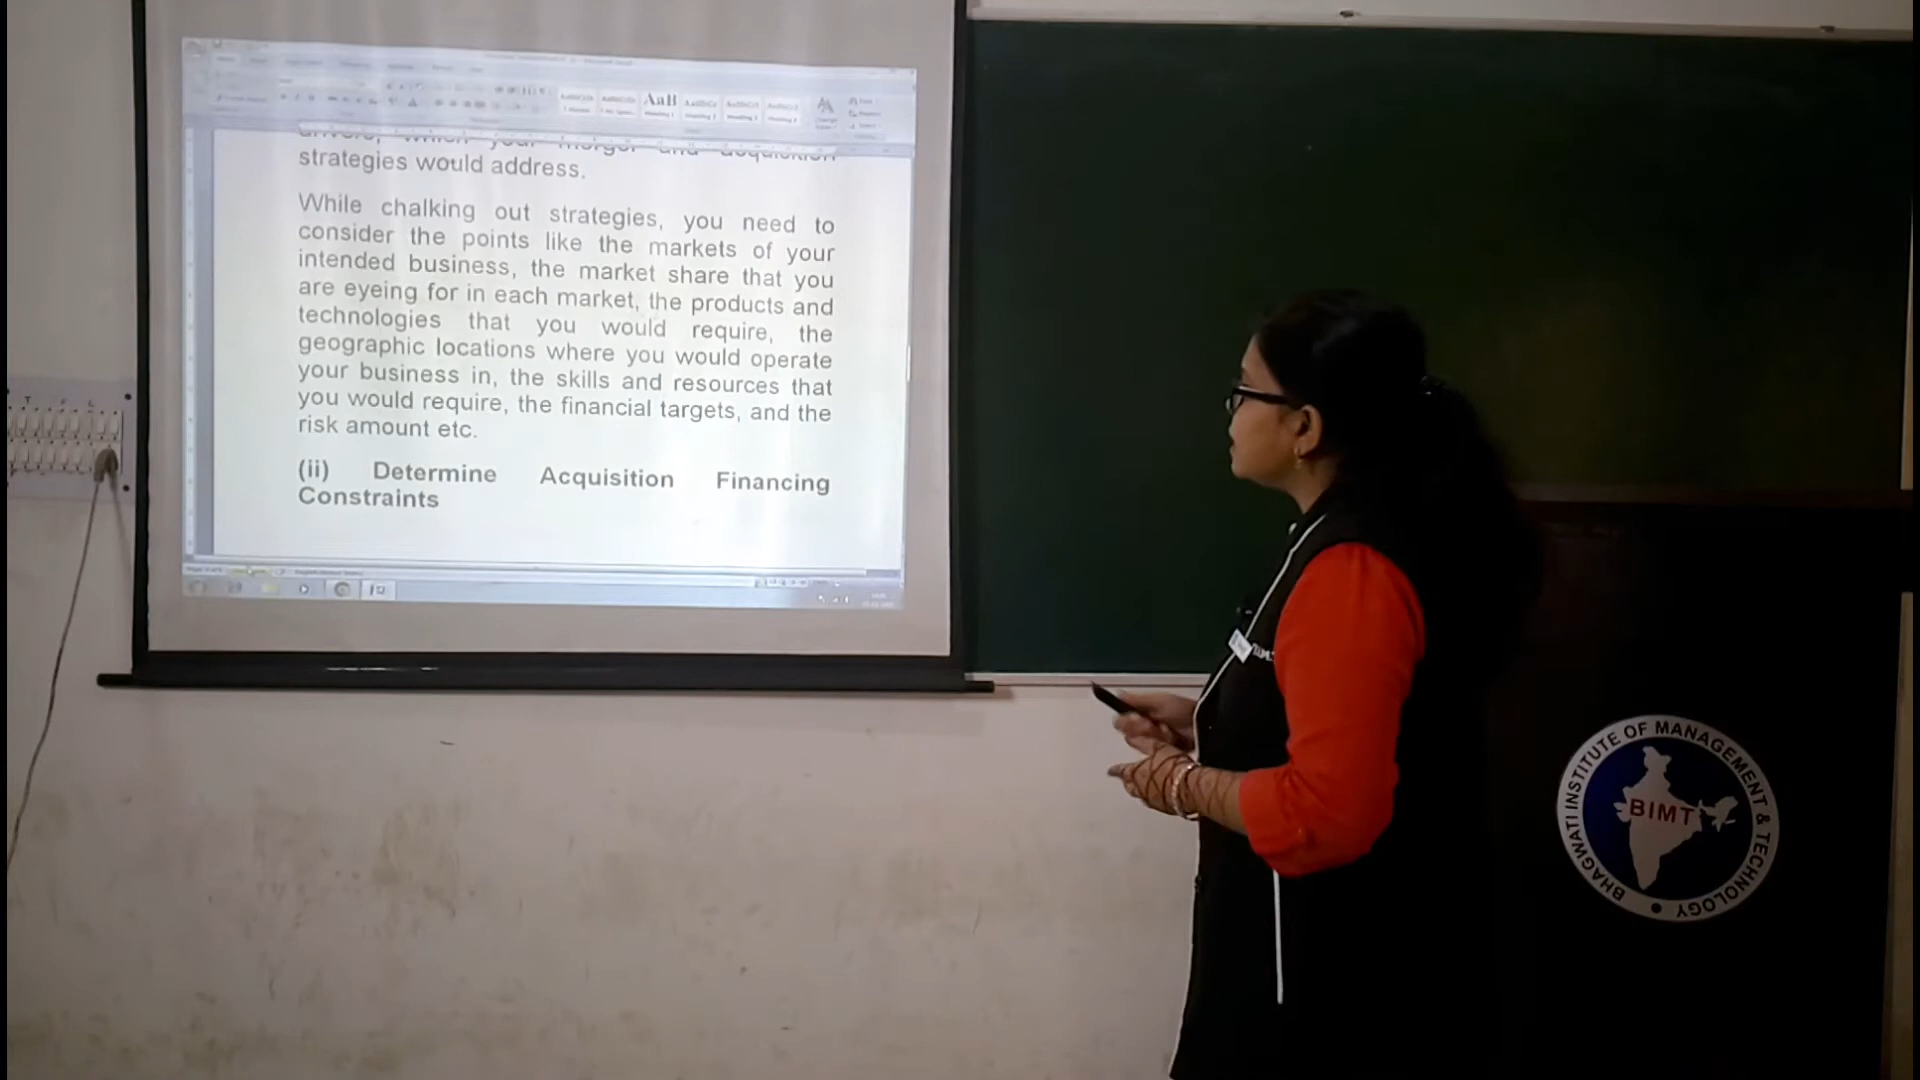 AaB
strategies would address.
While chalking out strategies, you need to
consider the points like the markets of your
intended business, the market share that you
are eyeing for in each market, the products and
technologies that you would require, the
geographic locations where you would operate
your business in, the skills and resources that
you would require, the financial targets, and the
risk amount etc.
(ii) Determine Acquisition Financing
Constraints
BHAGWATI INSTITUTE OF MANAGEMENT & TECHNOLOGY
BIMT